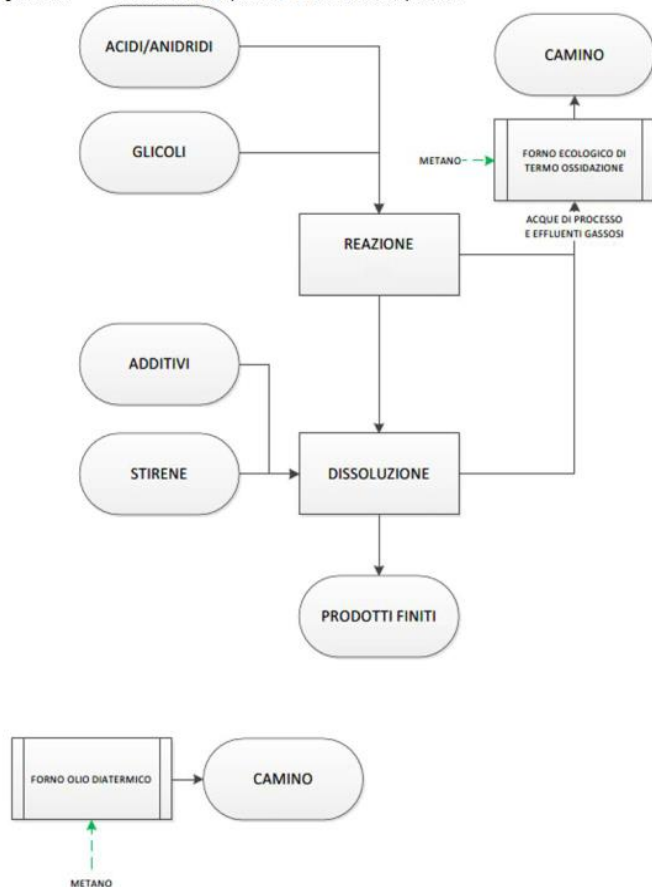 ACIDI/ANIDRIDI
CAMINO
GLICOLI
METANO
FORNO ECOLOGICO DI
TERMO OSSIDAZIONE
ACQUE DI PROCESSO
E EFFLUENTI GASSOSI
REAZIONE
ADDITIVI
STIRENE
DISSOLUZIONE
PRODOTTI FINITI
FORNO OLIO DIATERMICO
CAMINO
METANO